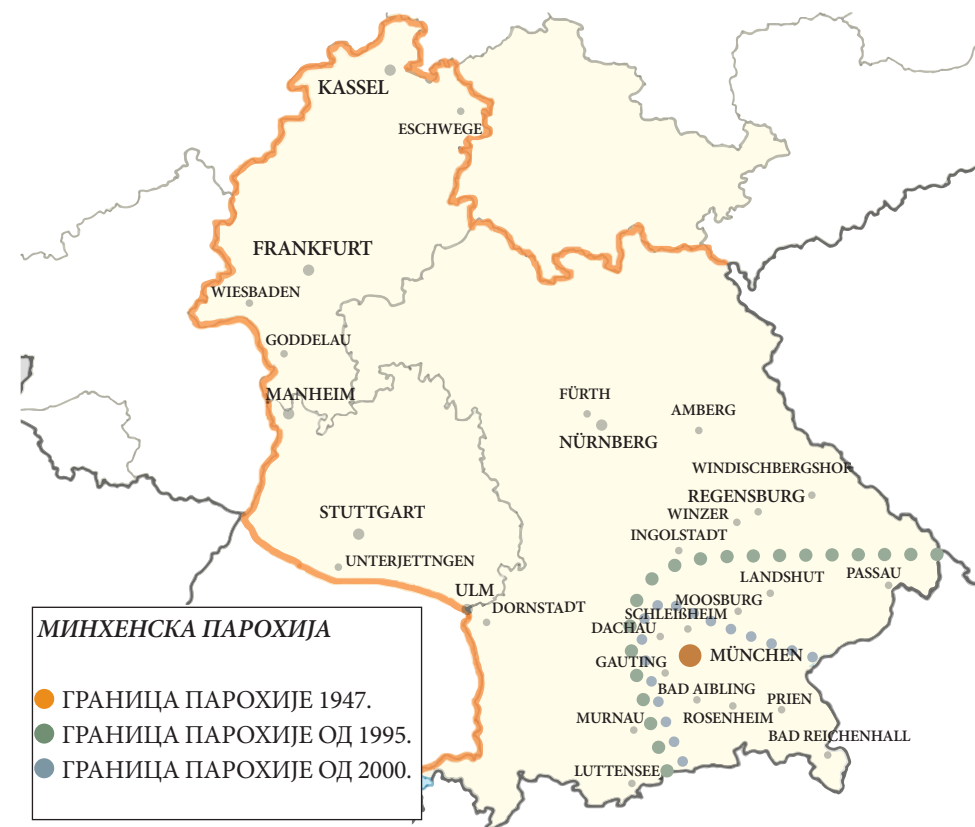 KASSEL
ESCHWEGE
FRANKFURT
WIESBADEN
GODDELAU
MANHEIM
FÜRTH
AMBERG
NÜRNBERG
WINDISCHBERGSHOF
REGENSBURG
WINZER
STUTTGART
INGOLSTADT
UNTERJETTNGEN
LANDSHUT
PASSAU
ULM
DORNSTADT
MOOSBURG
SCHLEIßHEIM
DACHAU
MÜNCHEN
GAUTING
BAD AIBLING
PRIEN
MURNAU
ROSENHEIM
BAD REICHENHALL
LUTTENSEE
МИНХЕНСКА ПАРОХИЈА
ГРАНИЦА ПАРОХИЈЕ 1947.
ГРАНИЦА ПАРОХИЈЕ ОД 1995.
ГРАНИЦА ПАРОХИЈЕ ОД 2000.